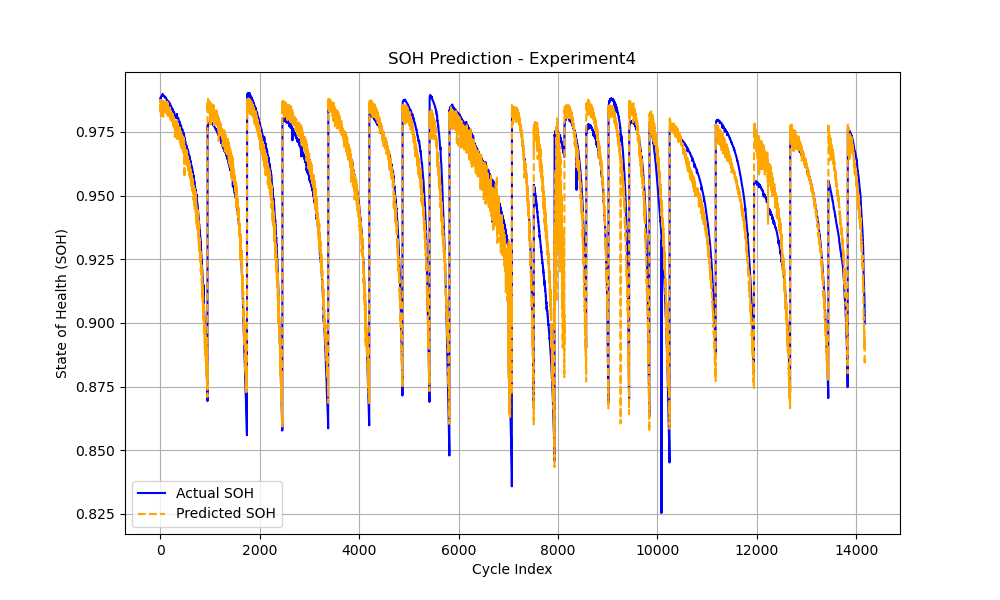 SOH Prediction - Experiment4
State of Health (SOH)
0.975
0.950
0.925
0.900
0.875
0.850
0.825
Actual SOH
Predicted SOH
0 2000 4000 6000 8000 10000 12000 14000
Cycle Index